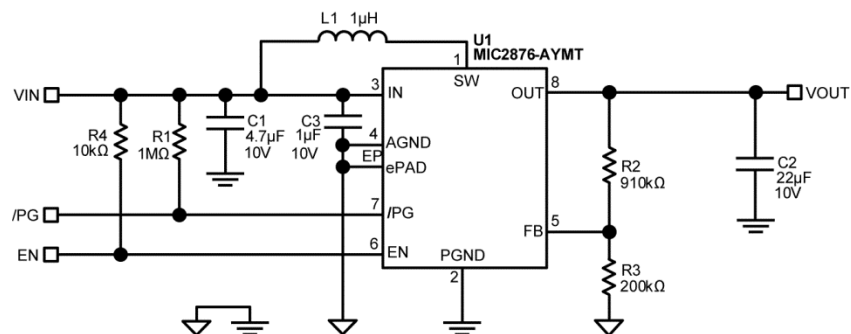 L1 1µH
U1
MIC2876-AYMT
1
SW
VIN
3
IN
OUT
8
VOUT
R4
10kΩ
R1
1MΩ
C1
4.7µF
10V
C3
1µF
10V
4
AGND
EP
ePAD
R2
910kΩ
C2
22µF
10V
/PG
7
/PG
FB
5
EN
6
EN
PGND
2
R3
200kΩ